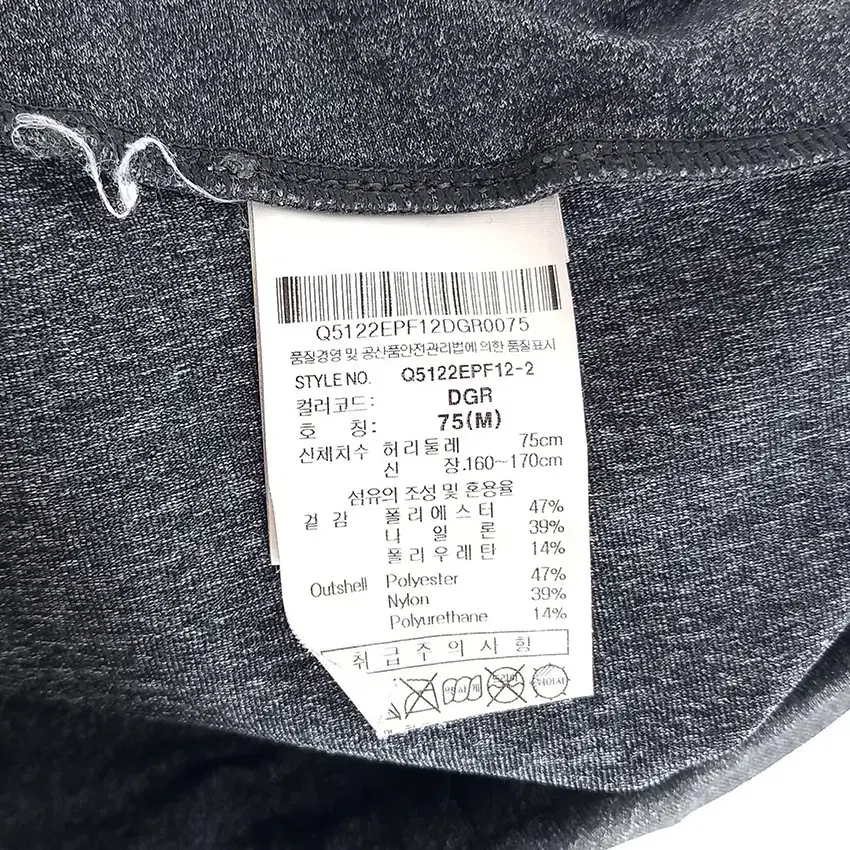 Q5122EPF12DGR0075
품질경영 및 공산품안전관리법에 의한 품질표시
STYLE NO. Q5122EPF12-2
컬러코드: DGR
호 칭: 75(M)
신체치수 허리둘레 75cm
신 장.160~170cm
섬유의 조성 및 혼용율
겉 감 폴리에스터 47%
나 일 론 39%
폴리우레탄 14%
Outshell Polyester 47%
Nylon 39%
Polyurethane 14%
취급주의사항
드라이